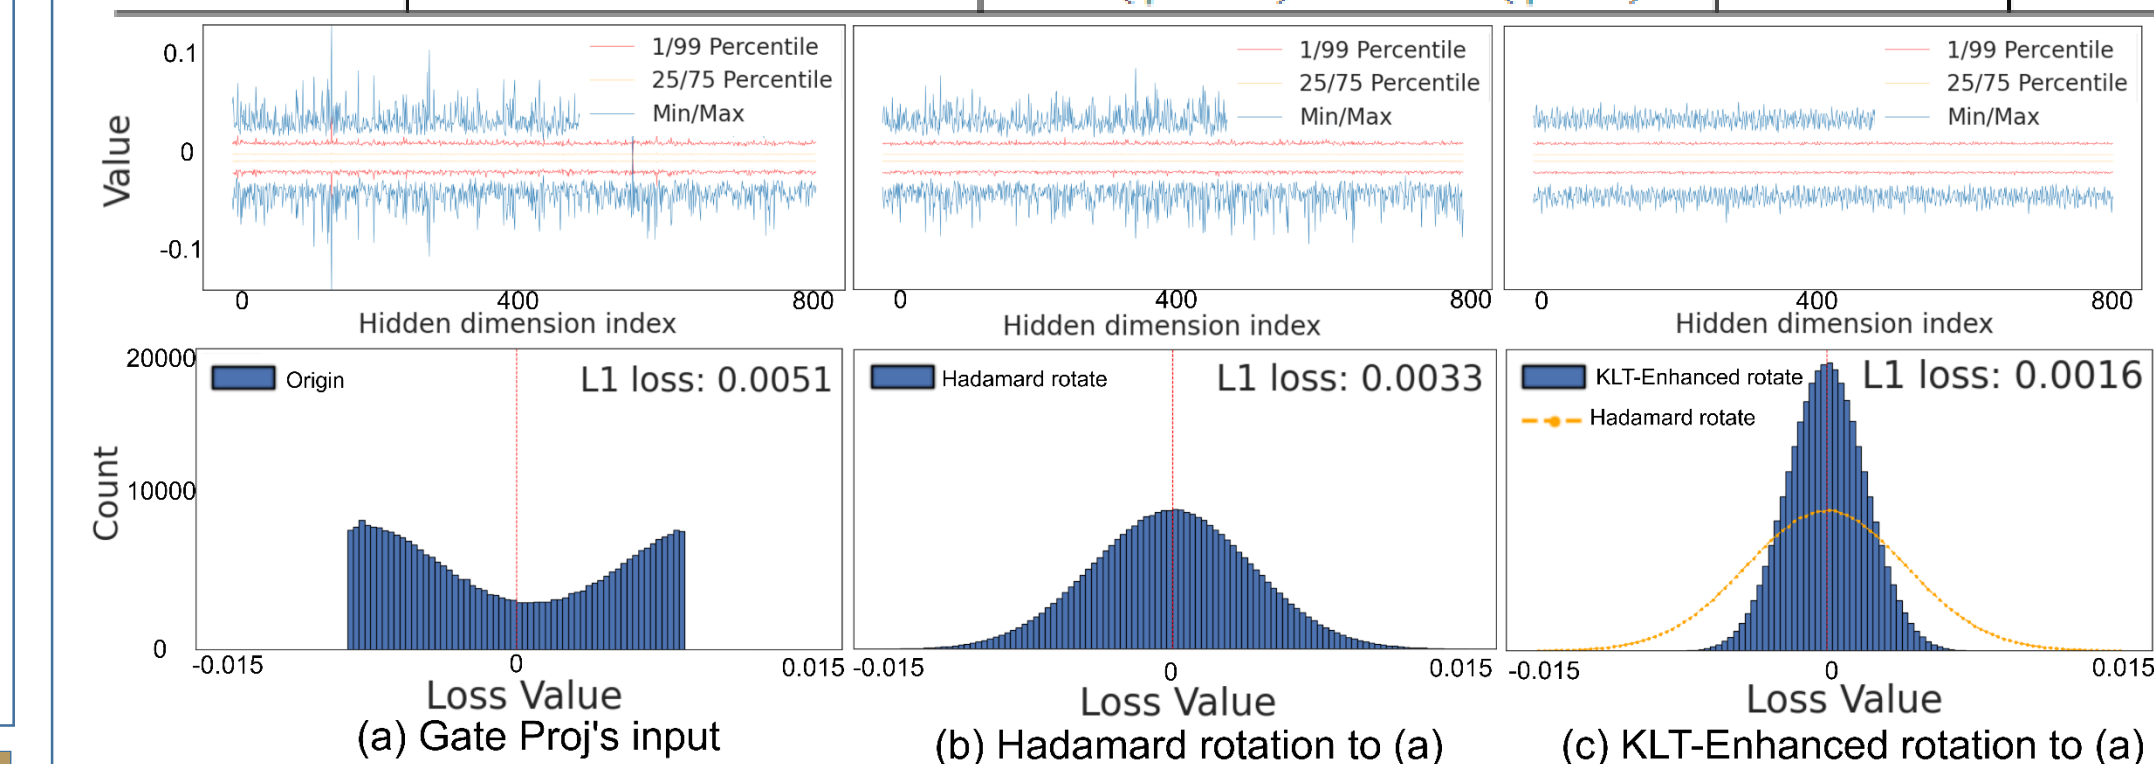 0.1
0
-0.1
Value
1/99 Percentile
25/75 Percentile
Min/Max
0 400 800
Hidden dimension index
1/99 Percentile
25/75 Percentile
Min/Max
0 400 800
Hidden dimension index
1/99 Percentile
25/75 Percentile
Min/Max
0 400 800
Hidden dimension index
20000
10000
0
Count
Origin
L1 loss: 0.0051
-0.015 0 0.015
Loss Value
(a) Gate Proj's input
Hadamard rotate
L1 loss: 0.0033
-0.015 0 0.015
Loss Value
(b) Hadamard rotation to (a)
KLT-Enhanced rotate
L1 loss: 0.0016
Hadamard rotate
-0.015 0 0.015
Loss Value
(c) KLT-Enhanced rotation to (a)